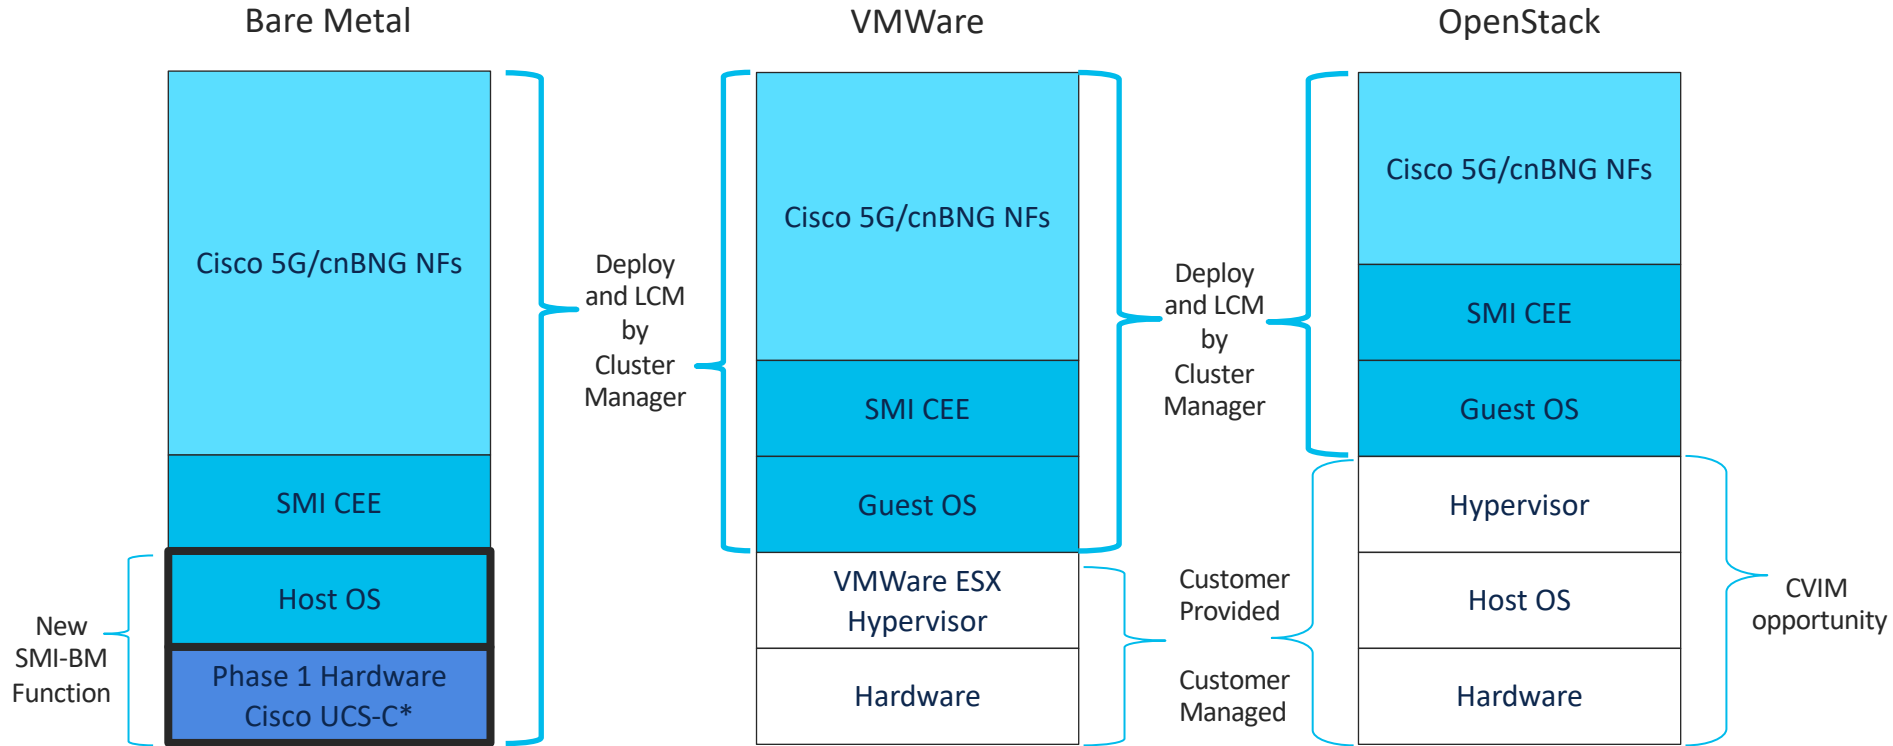 Bare Metal
VMWare
OpenStack
Cisco 5G/cnBNG NFs
SMI CEE
Host OS
Phase 1 Hardware
Cisco UCS-C*
New
SMI-BM
Function
Deploy
and LCM
by
Cluster
Manager
Cisco 5G/cnBNG NFs
SMI CEE
Guest OS
VMWare ESX
Hypervisor
Hardware
Deploy
and LCM
by
Cluster
Manager
Customer
Provided
Customer
Managed
Cisco 5G/cnBNG NFs
SMI CEE
Guest OS
Hypervisor
Host OS
Hardware
CVIM
opportunity